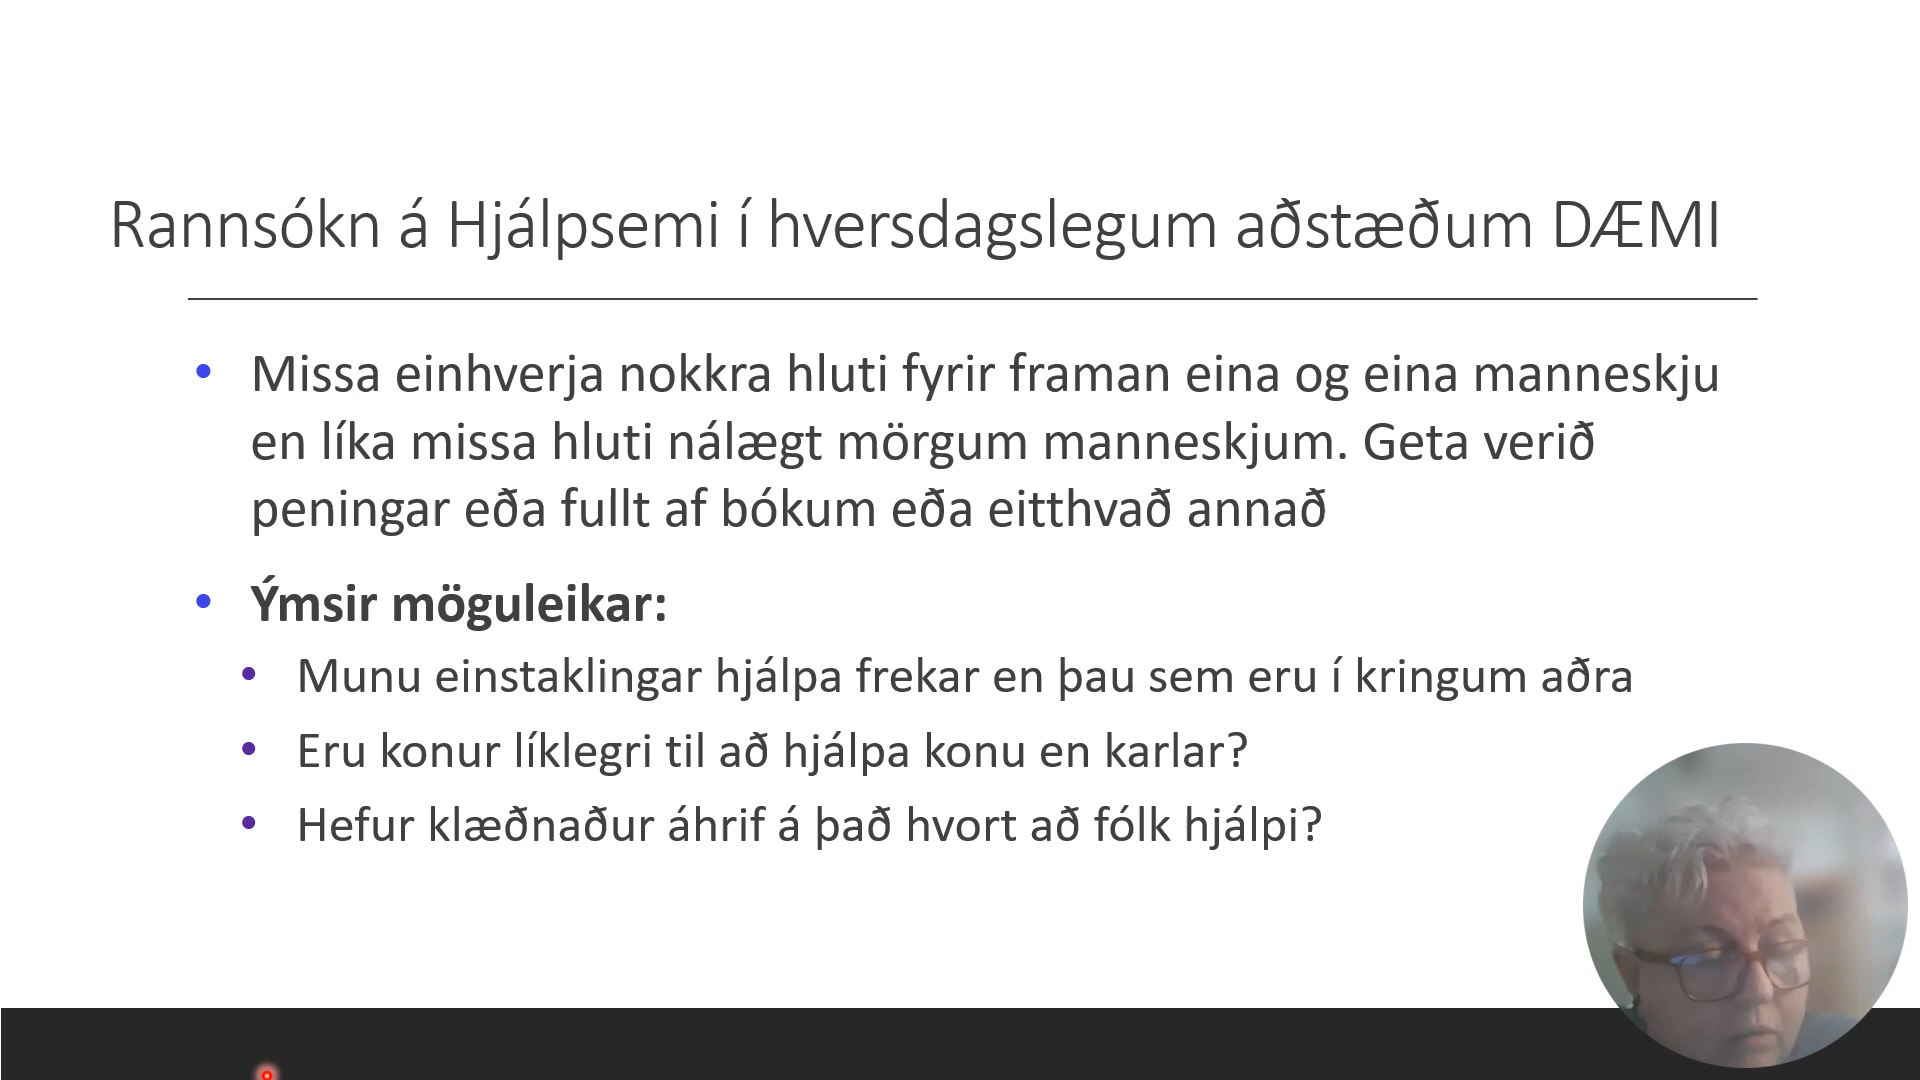 Rannsókn á Hjálpsemi í hversdagslegum aðstæðum DÆMI
• Missa einhverja nokkra hluti fyrir framan eina og eina manneskju
en líka missa hluti nálægt mörgum manneskjum. Geta verið
peningar eða fullt af bókum eða eitthvað annað
• Ýmsir möguleikar:
• Munu einstaklingar hjálpa frekar en þau sem eru í kringum aðra
• Eru konur líklegri til að hjálpa konu en karlar?
• Hefur klæðnaður áhrif á það hvort að fólk hjálpi?